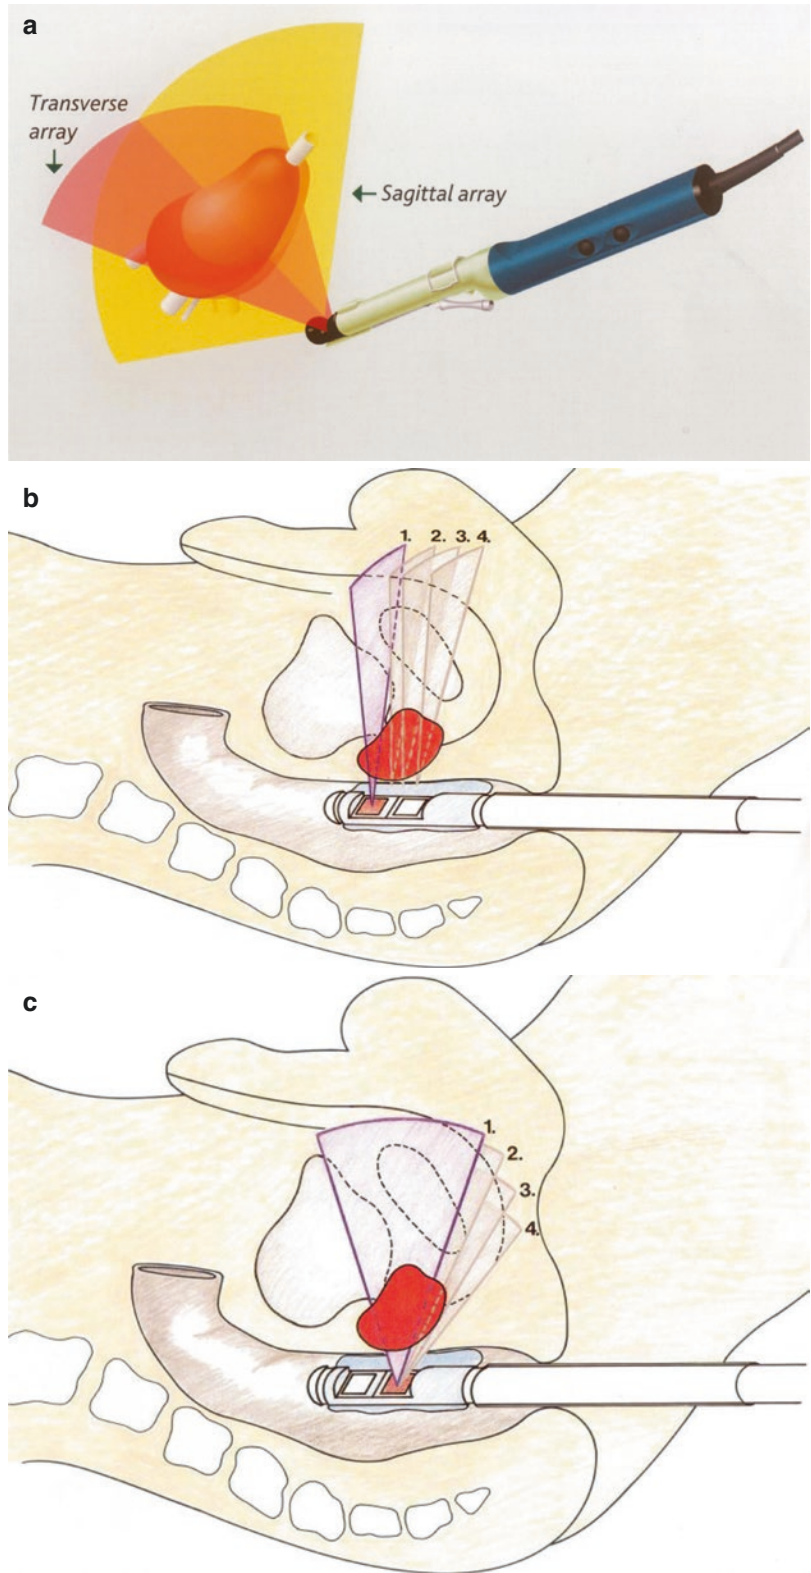 a
Transverse
array
Sagittal array
b
1. 2. 3. 4.
c
1.
2.
3.
4.